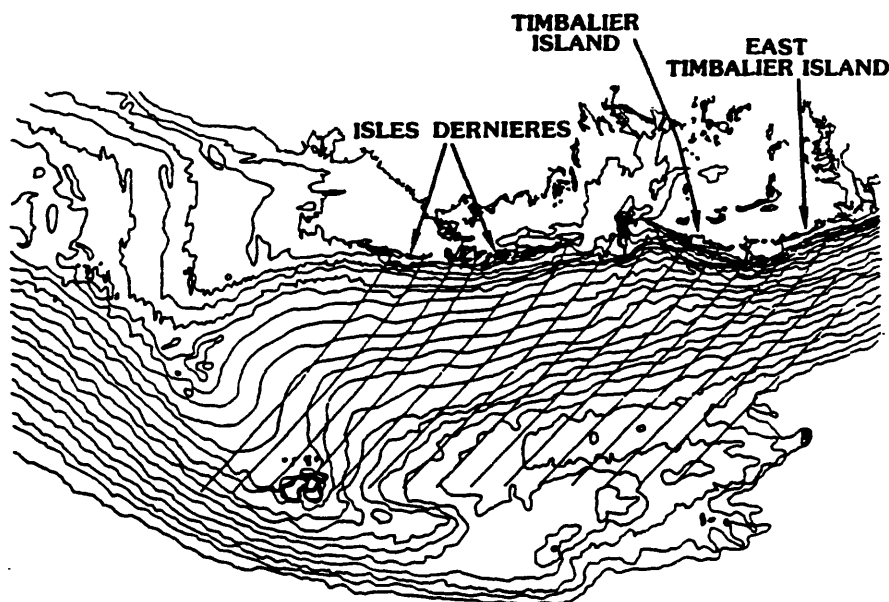 TIMBALIER
ISLAND
EAST
TIMBALIER ISLAND
ISLES DERNIERES